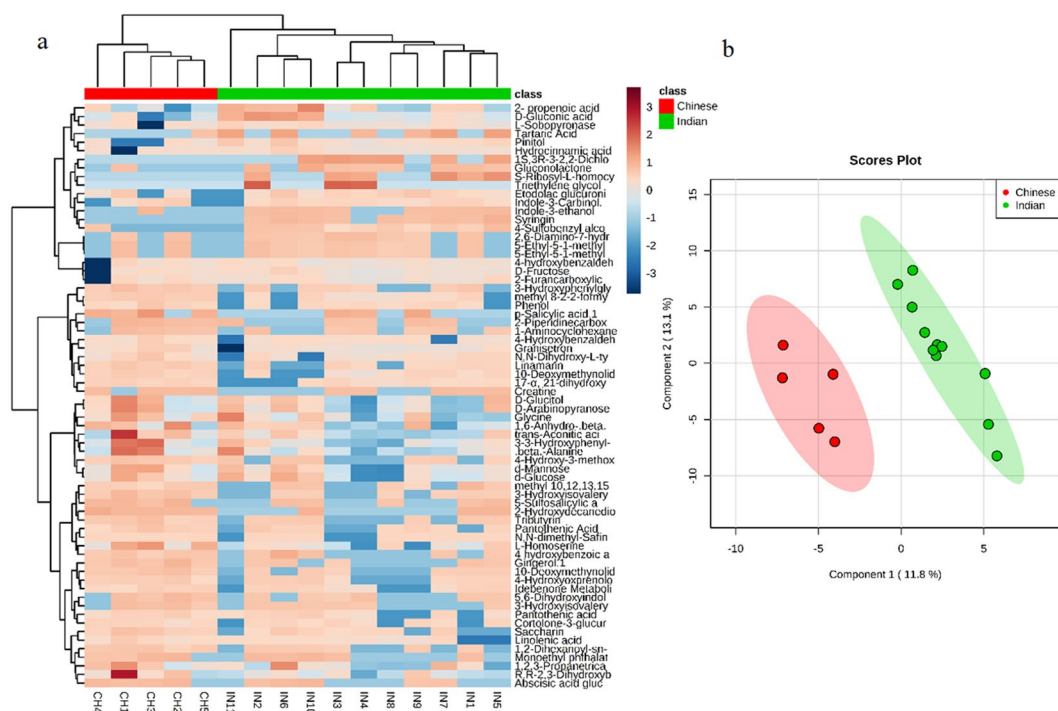 a
b
class
Chinese
Indian
class
3
2
1
0
-1
-2
-3
2- propenoic acid
D-Gluconic acid
L-Sobopyronase
Tartaric Acid
Pinitol
Hydrocinnamic acid
1S,3R-3-2,2-Dichlo
Gluconolactone
S-Ribosyl-L-homocy
Triethylene glycol
Etodolac glucuroni
Indole-3-Carbinol.
Indole-3-ethanol
Syringin
4-Sulfobenzyl alco
2,6-Diamino-7-hydr
5-Ethyl-5-1-methyl
5-Ethyl-5-1-methyl
4-hydroxybenzaldeh
D-Fructose
2-Furancarboxylic
3-Hydroxyphenylgly
methyl 8-2-2-formy
Phenol
p-Salicylic acid 1
2-Piperidinecarbox
1-Aminocyclohexane
4-Hydroxybenzaldeh
Granisetron
N,N-Dihydroxy-L-ty
Linamarin
10-Deoxymethynolid
17-α, 21-dihydroxy
Creatine
D-Glucitol
D-Arabinopyranose
Glycine
1,6-Anhydro-.beta.
trans-Aconitic aci
3-3-Hydroxyphenyl-
.beta.-Alanine
4-Hydroxy-3-methox
d-Mannose
d-Glucose
methyl 10,12,13,15
3-Hydroxyisovalery
5-Sulfosalicylic a
2-Hydroxydecanedio
Tributyrin
Pantothenic Acid
N,N-dimethyl-Safin
L-Homoserine
4 hydroxybenzoic a
Gingerol.1
10-Deoxymethynolid
4-Hydroxyoxprenolo
Idebenone Metaboli
5,6-Dihydroxyindol
3-Hydroxyisovalery
Pantothenic acid
Cortolone-3-glucur
Saccharin
Linolenic acid
1,2-Dihexanoyl-sn-
Monoethyl phthalat
1,2,3-Propanetrica
R,R-2,3-Dihydroxyb
Abscisic acid gluc
CH4
CH1
CH3
CH2
CH5
IN11
IN2
IN6
IN10
IN3
IN4
IN8
IN9
IN7
IN1
IN5
Scores Plot
Chinese
Indian
Component 2 ( 13.1 %)
15
10
5
0
-5
-10
-10
-5
0
5
Component 1 ( 11.8 %)